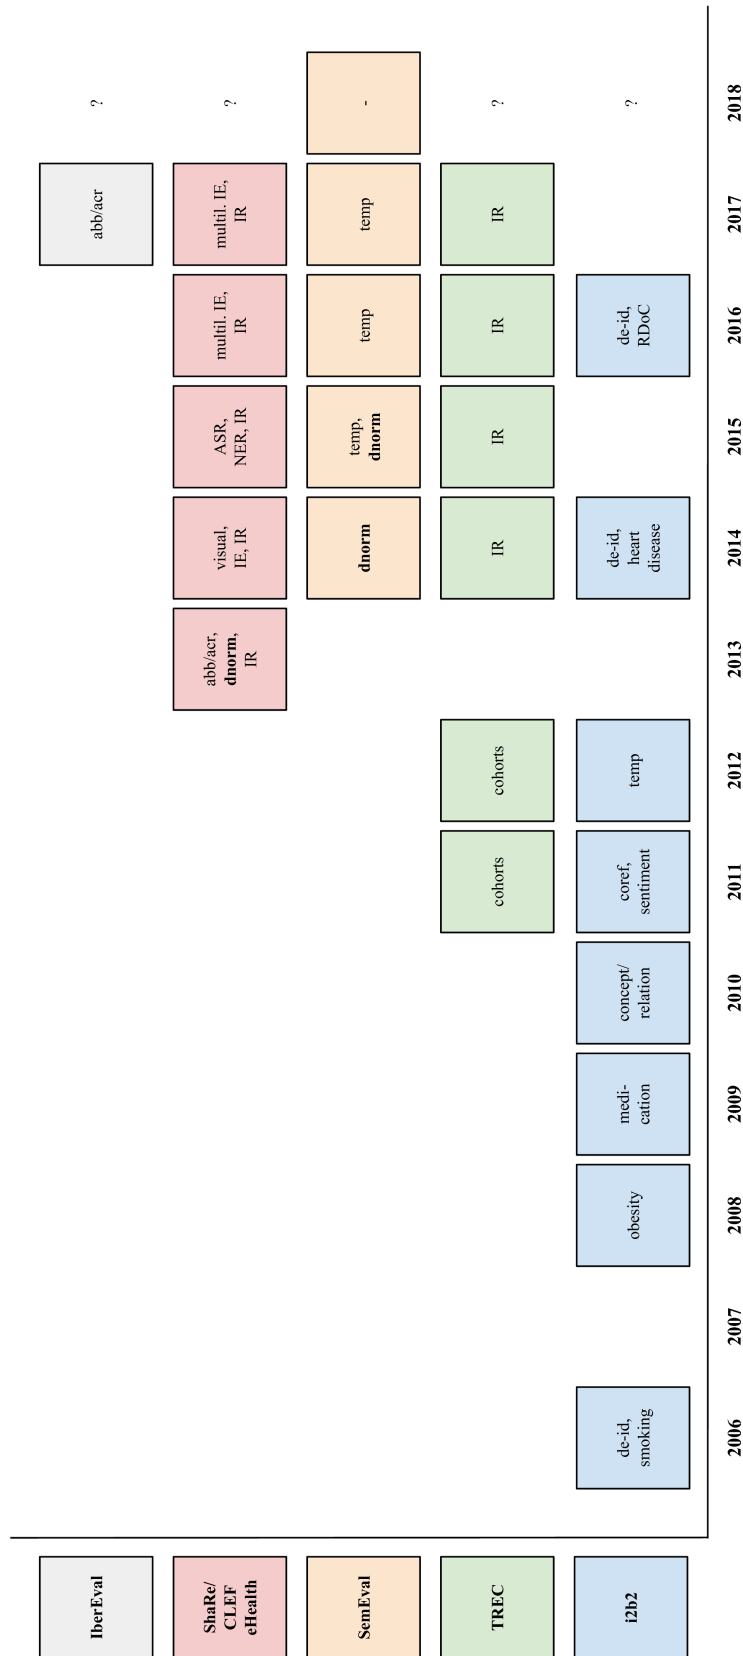 IberEval
abb/acr
?
ShaRe/
CLEF
eHealth
abb/acr,
dnorm,
IR
visual,
IE, IR
ASR,
NER, IR
multil. IE,
IR
multil. IE,
IR
?
SemEval
dnorm
temp,
dnorm
temp
temp
-
TREC
cohorts
cohorts
IR
IR
IR
IR
?
i2b2
de-id,
smoking
obesity
medi-
cation
concept/
relation
coref,
sentiment
temp
de-id,
heart
disease
de-id,
RDoC
?
2006
2007
2008
2009
2010
2011
2012
2013
2014
2015
2016
2017
2018